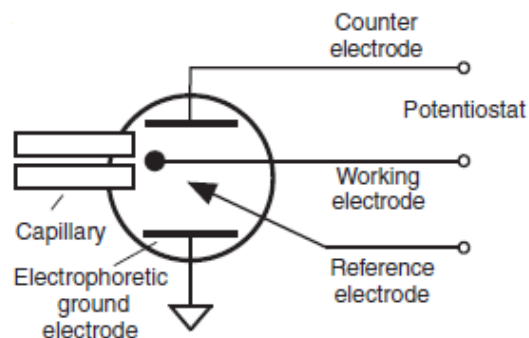 Counter
electrode
Potentiostat
Working
electrode
Capillary
Reference
electrode
Electrophoretic
ground
electrode